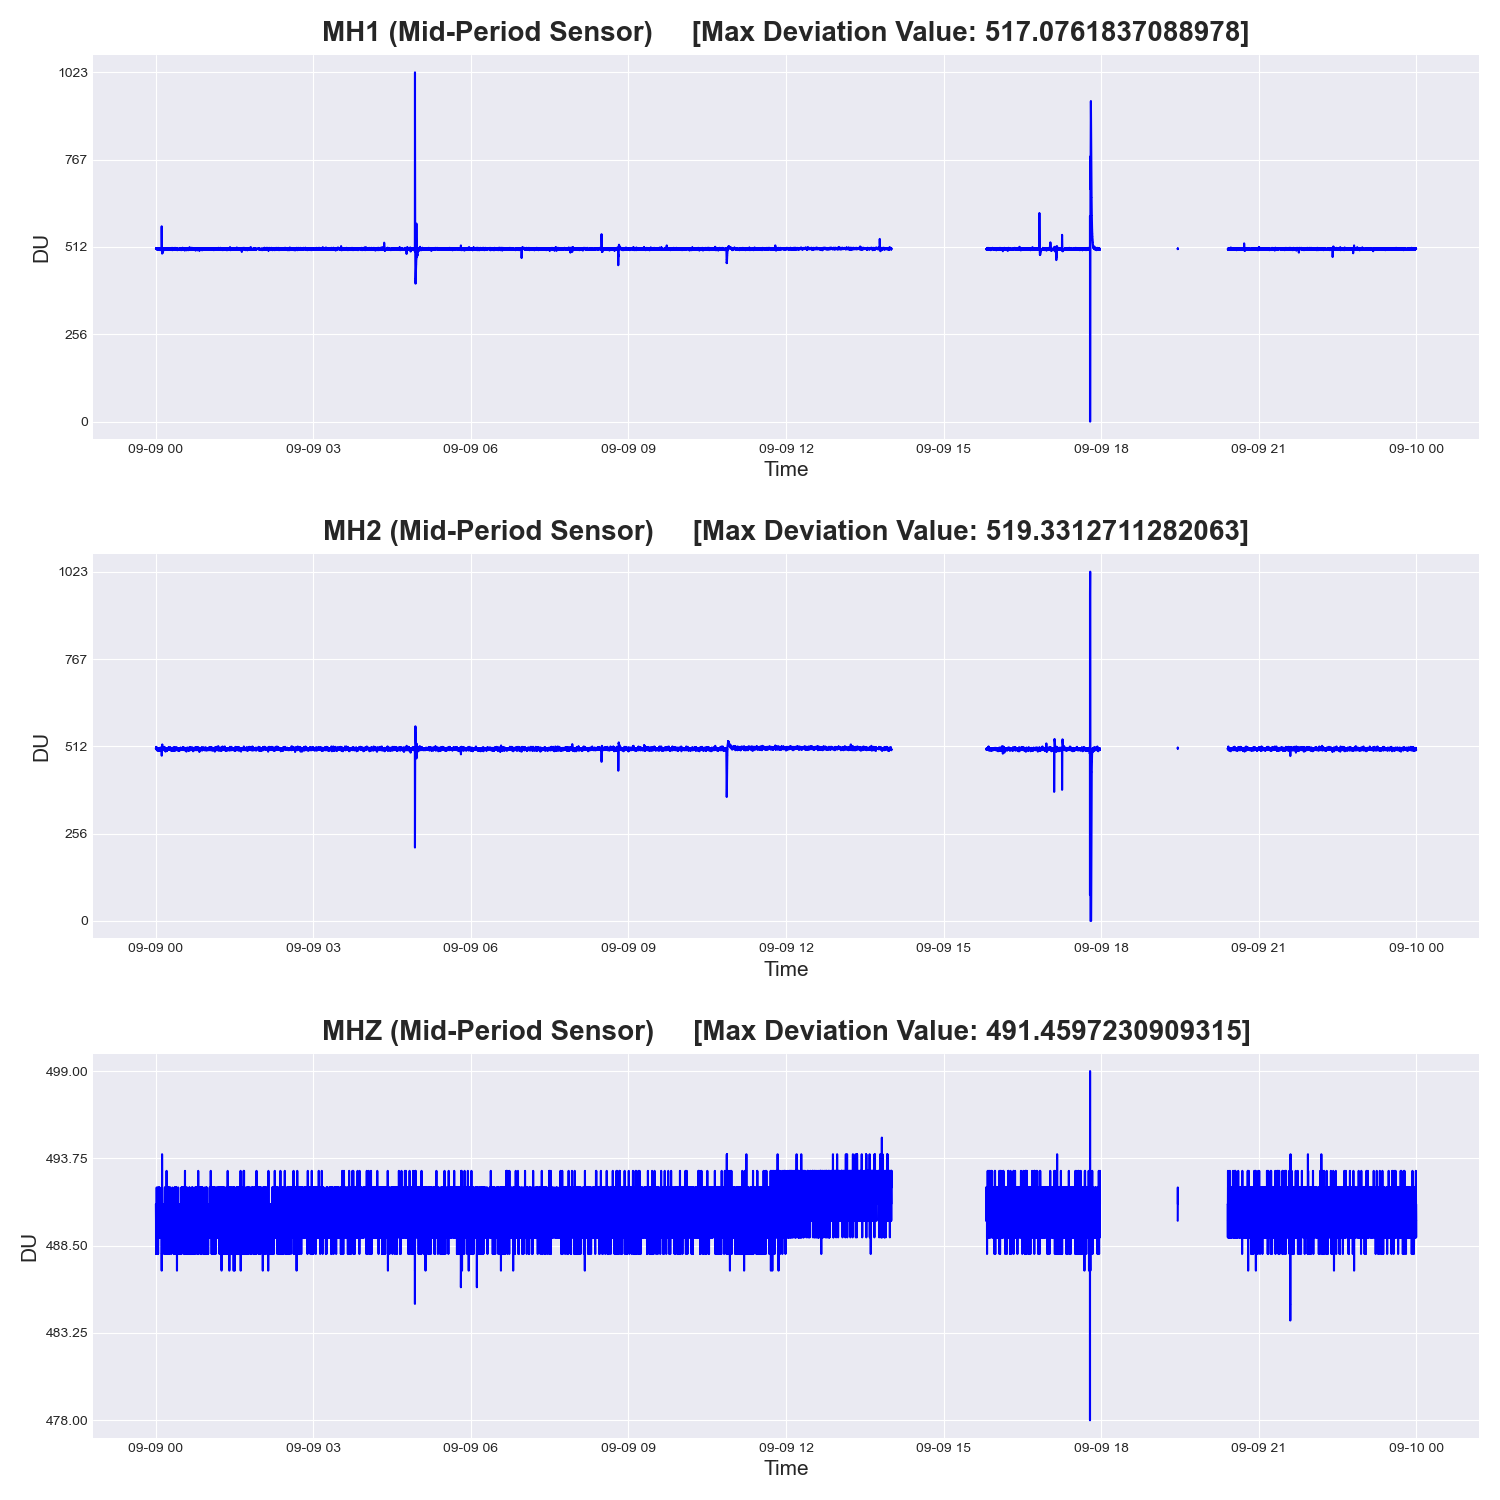 MH1 (Mid-Period Sensor)     [Max Deviation Value: 517.0761837088978]
1023
767
512
256
0
DU
09-09 00 09-09 03 09-09 06 09-09 09 09-09 12 09-09 15 09-09 18 09-09 21 09-10 00
Time
MH2 (Mid-Period Sensor)     [Max Deviation Value: 519.3312711282063]
1023
767
512
256
0
DU
09-09 00 09-09 03 09-09 06 09-09 09 09-09 12 09-09 15 09-09 18 09-09 21 09-10 00
Time
MHZ (Mid-Period Sensor)     [Max Deviation Value: 491.4597230909315]
499.00
493.75
488.50
483.25
478.00
DU
09-09 00 09-09 03 09-09 06 09-09 09 09-09 12 09-09 15 09-09 18 09-09 21 09-10 00
Time